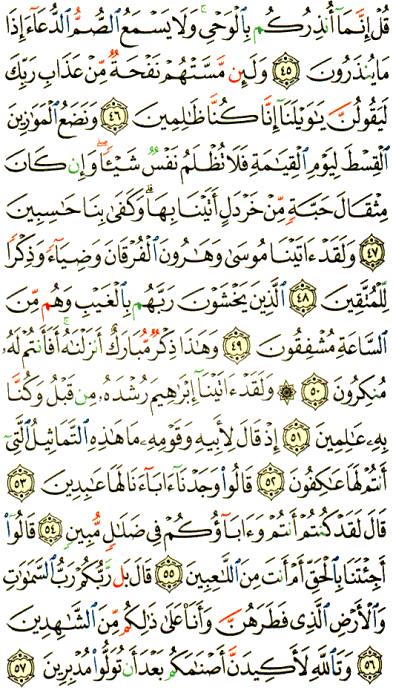 قُلْ إِنَّمَآ أُنذِرُكُم بِٱلْوَحْىِ ۚ وَلَا يَسْمَعُ ٱلصُّمُّ ٱلدُّعَآءَ إِذَا
مَا يُنذَرُونَ ٤٥ وَلَئِن مَّسَّتْهُمْ نَفْحَةٌ مِّنْ عَذَابِ رَبِّكَ
لَيَقُولُنَّ يَٰوَيْلَنَآ إِنَّا كُنَّا ظَٰلِمِينَ ٤٦ وَنَضَعُ ٱلْمَوَٰزِينَ
ٱلْقِسْطَ لِيَوْمِ ٱلْقِيَٰمَةِ فَلَا تُظْلَمُ نَفْسٌ شَيْـًٔا ۖ وَإِن كَانَ
مِثْقَالَ حَبَّةٍ مِّنْ خَرْدَلٍ أَتَيْنَا بِهَا ۗ وَكَفَىٰ بِنَا حَٰسِبِينَ
٤٧ وَلَقَدْ ءَاتَيْنَا مُوسَىٰ وَهَٰرُونَ ٱلْفُرْقَانَ وَضِيَآءً وَذِكْرًا
لِّلْمُتَّقِينَ ٤٨ ٱلَّذِينَ يَخْشَوْنَ رَبَّهُم بِٱلْغَيْبِ وَهُم مِّنَ
ٱلسَّاعَةِ مُشْفِقُونَ ٤٩ وَهَٰذَا ذِكْرٌ مُّبَارَكٌ أَنزَلْنَٰهُ ۚ أَفَأَنتُمْ لَهُۥ
مُنكِرُونَ ٥٠ ۞ وَلَقَدْ ءَاتَيْنَآ إِبْرَٰهِيمَ رُشْدَهُۥ مِن قَبْلُ وَكُنَّا
بِهِۦ عَٰلِمِينَ ٥١ إِذْ قَالَ لِأَبِيهِ وَقَوْمِهِۦ مَا هَٰذِهِ ٱلتَّمَاثِيلُ ٱلَّتِىٓ
أَنتُمْ لَهَا عَٰكِفُونَ ٥٢ قَالُوا۟ وَجَدْنَآ ءَابَآءَنَا لَهَا عَٰبِدِينَ ٥٣
قَالَ لَقَدْ كُنتُمْ أَنتُمْ وَءَابَآؤُكُمْ فِى ضَلَٰلٍ مُّبِينٍ ٥٤ قَالُوٓا۟
أَجِئْتَنَا بِٱلْحَقِّ أَمْ أَنتَ مِنَ ٱللَّٰعِبِينَ ٥٥ قَالَ بَل رَّبُّكُمْ رَبُّ ٱلسَّمَٰوَٰتِ
وَٱلْأَرْضِ ٱلَّذِى فَطَرَهُنَّ وَأَنَا۠ عَلَىٰ ذَٰلِكُم مِّنَ ٱلشَّٰهِدِينَ
٥٦ وَتَٱللَّهِ لَأَكِيدَنَّ أَصْنَٰمَكُم بَعْدَ أَن تُوَلُّوا۟ مُدْبِرِينَ ٥٧